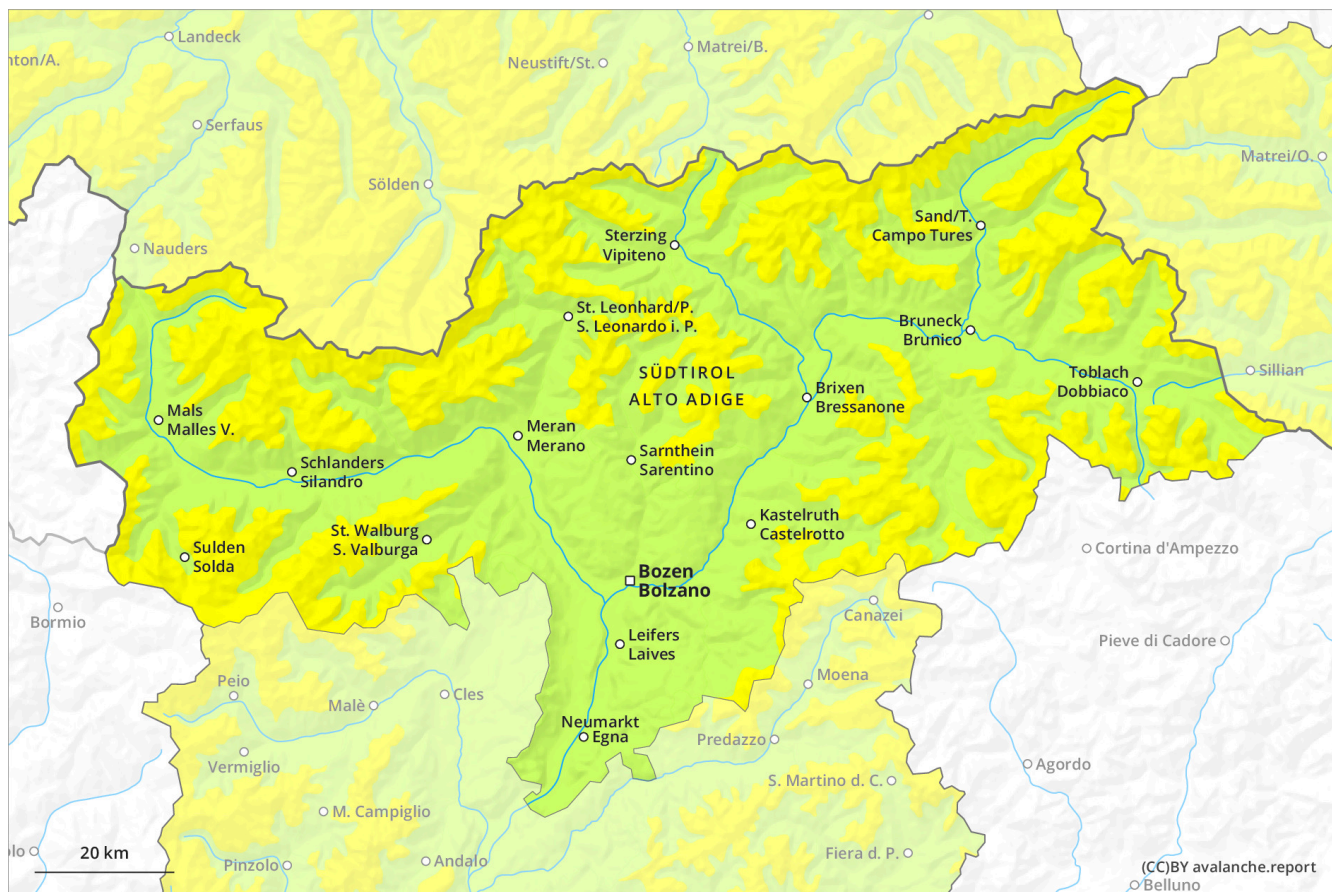 Landeck
Matrei/B.
Neustift/St.
nton/A.
Serfaus
Matrei/O.
Sölden
Sand/T.
Campo Tures
Sterzing
Vipiteno
Nauders
St. Leonhard/P.
S. Leonardo i. P.
Bruneck
Brunico
SÜDTIROL
ALTO ADIGE
Toblach
Dobbiaco
Sillian
Brixen
Bressanone
Mals
Malles V.
Meran
Merano
Sarnthein
Sarentino
Schlanders
Silandro
Kastelruth
Castelrotto
St. Walburg
S. Valburga
Sulden
Solda
Cortina d'Ampezzo
Bozen
Bolzano
Bormio
Canazei
Leifers
Laives
Pieve di Cadore
Moena
Peio
Malè
Cles
Neumarkt
Egna
Predazzo
Vermiglio
Agordo
S. Martino d. C.
M. Campiglio
olo
20 km
Pinzolo
Andalo
Fiera d. P.
(CC)BY avalanche.report
Belluno